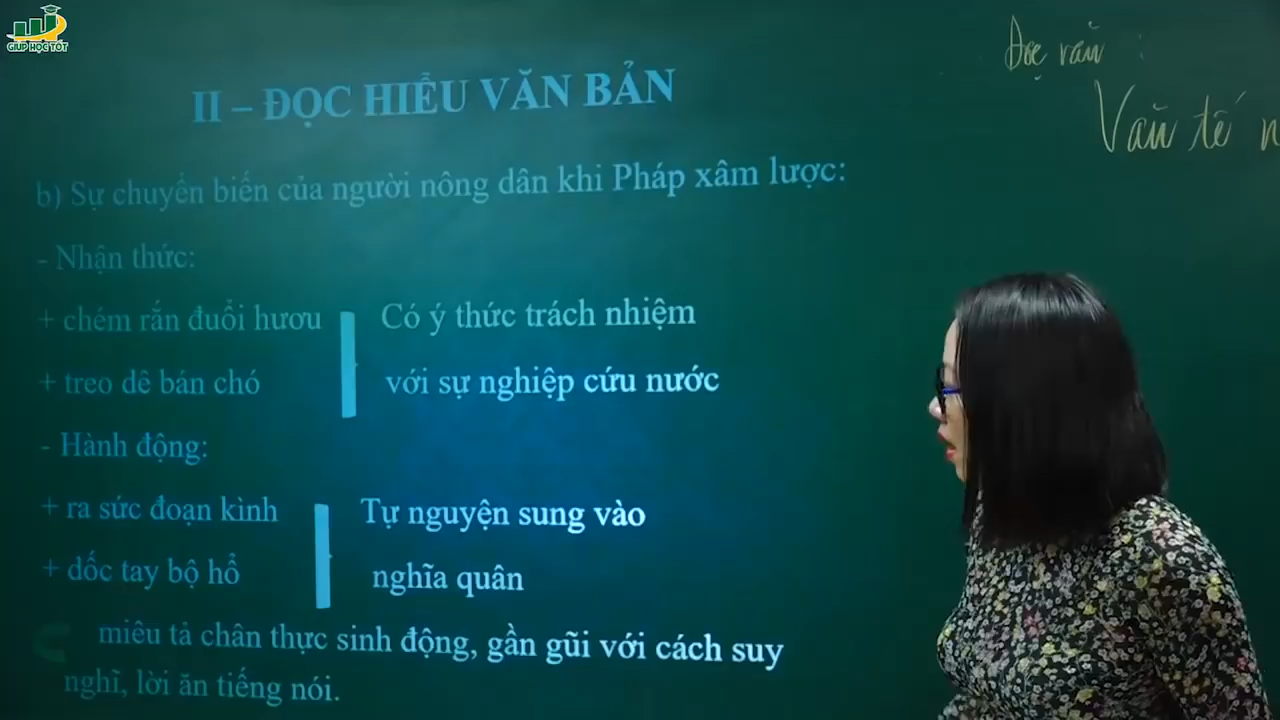 GIÚP HỌC TỐT
Đọc văn :
Văn tế n
II – ĐỌC HIỂU VĂN BẢN
b) Sự chuyển biến của người nông dân khi Pháp xâm lược:
- Nhận thức:
+ chém rắn đuổi hươu
Có ý thức trách nhiệm
+ treo dê bán chó
với sự nghiệp cứu nước
- Hành động:
+ ra sức đoạn kình
Tự nguyện sung vào
+ dốc tay bộ hổ
nghĩa quân
miêu tả chân thực sinh động, gần gũi với cách suy
nghĩ, lời ăn tiếng nói.